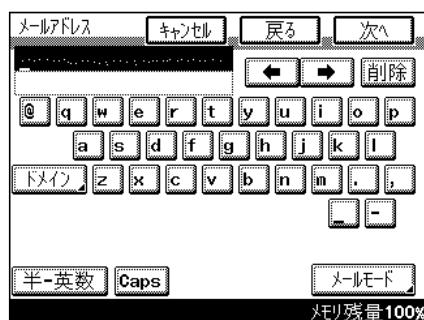 メールアドレス キャンセル 戻る 次へ
← → 削除
@ q w e r t y u i o p
a s d f g h j k l
ドメイン z x c v b n m . ,
_ -
半-英数 Caps メールモード
メモリ残量100%